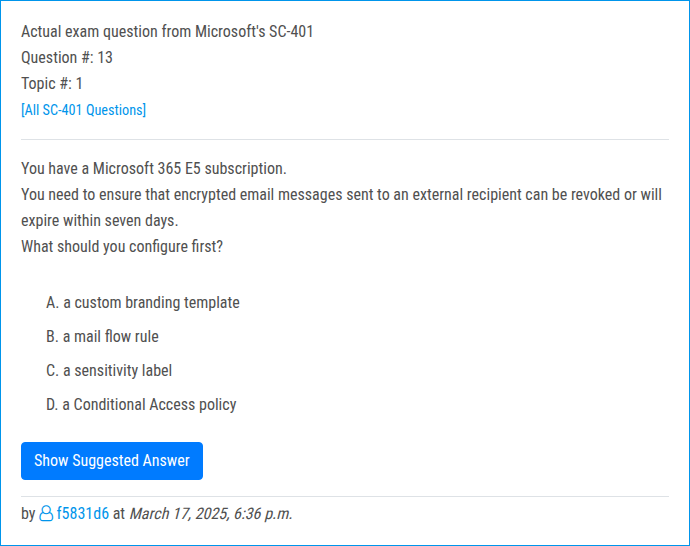 Actual exam question from Microsoft's SC-401
Question #: 13
Topic #: 1
[All SC-401 Questions]
You have a Microsoft 365 E5 subscription.
You need to ensure that encrypted email messages sent to an external recipient can be revoked or will
expire within seven days.
What should you configure first?
A. a custom branding template
B. a mail flow rule
C. a sensitivity label
D. a Conditional Access policy
Show Suggested Answer
by f5831d6 at March 17, 2025, 6:36 p.m.